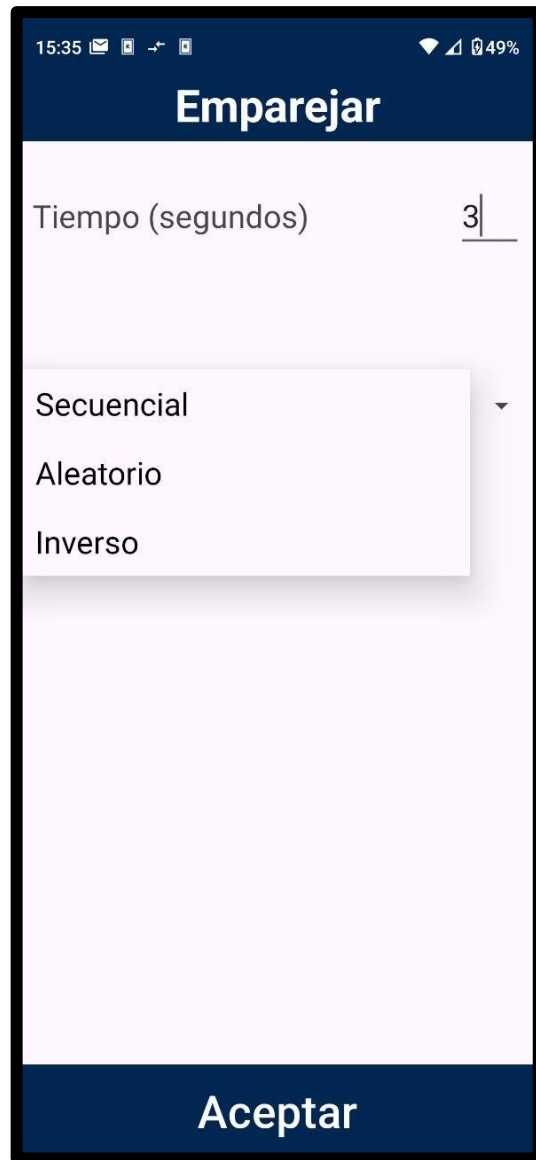 15:35 49%
Emparejar
Tiempo (segundos) 3
Secuencial
Aleatorio
Inverso
Aceptar